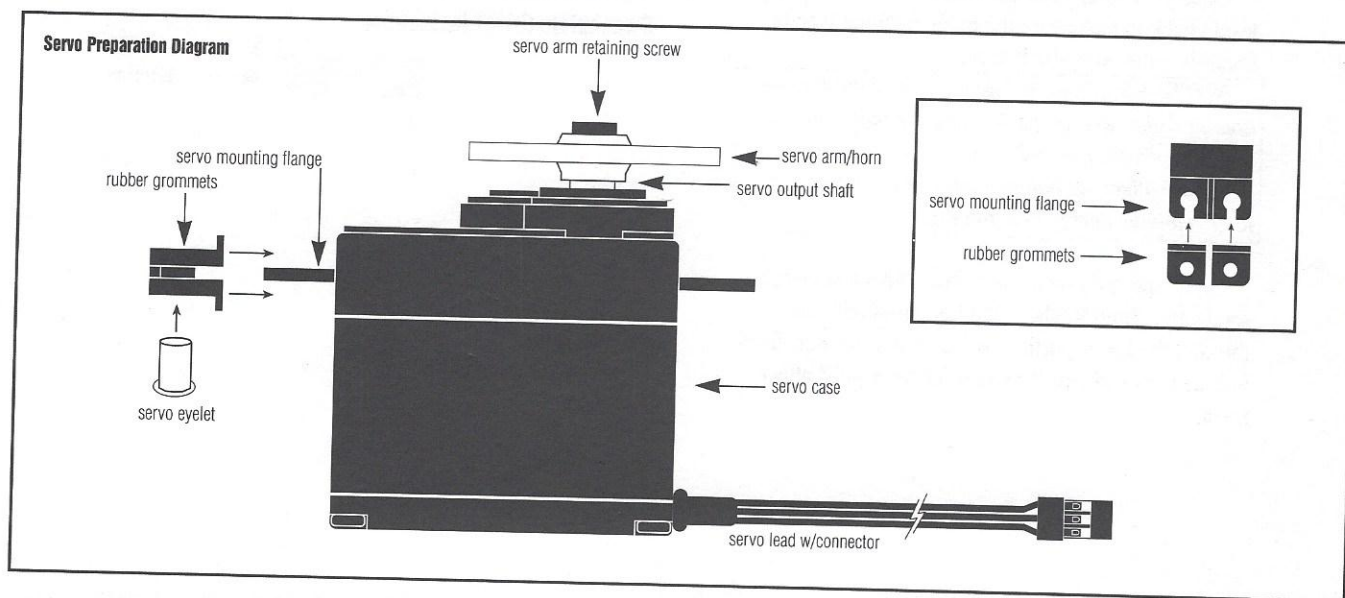 Servo Preparation Diagram
servo arm retaining screw
servo mounting flange
rubber grommets
servo arm/horn
servo output shaft
servo mounting flange
rubber grommets
servo case
servo eyelet
servo lead w/connector